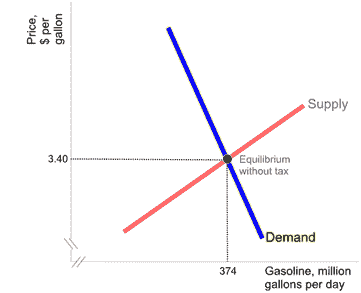 Price,
$ per
gallon
Supply
3.40
Equilibrium
without tax
Demand
374
Gasoline, million
gallons per day